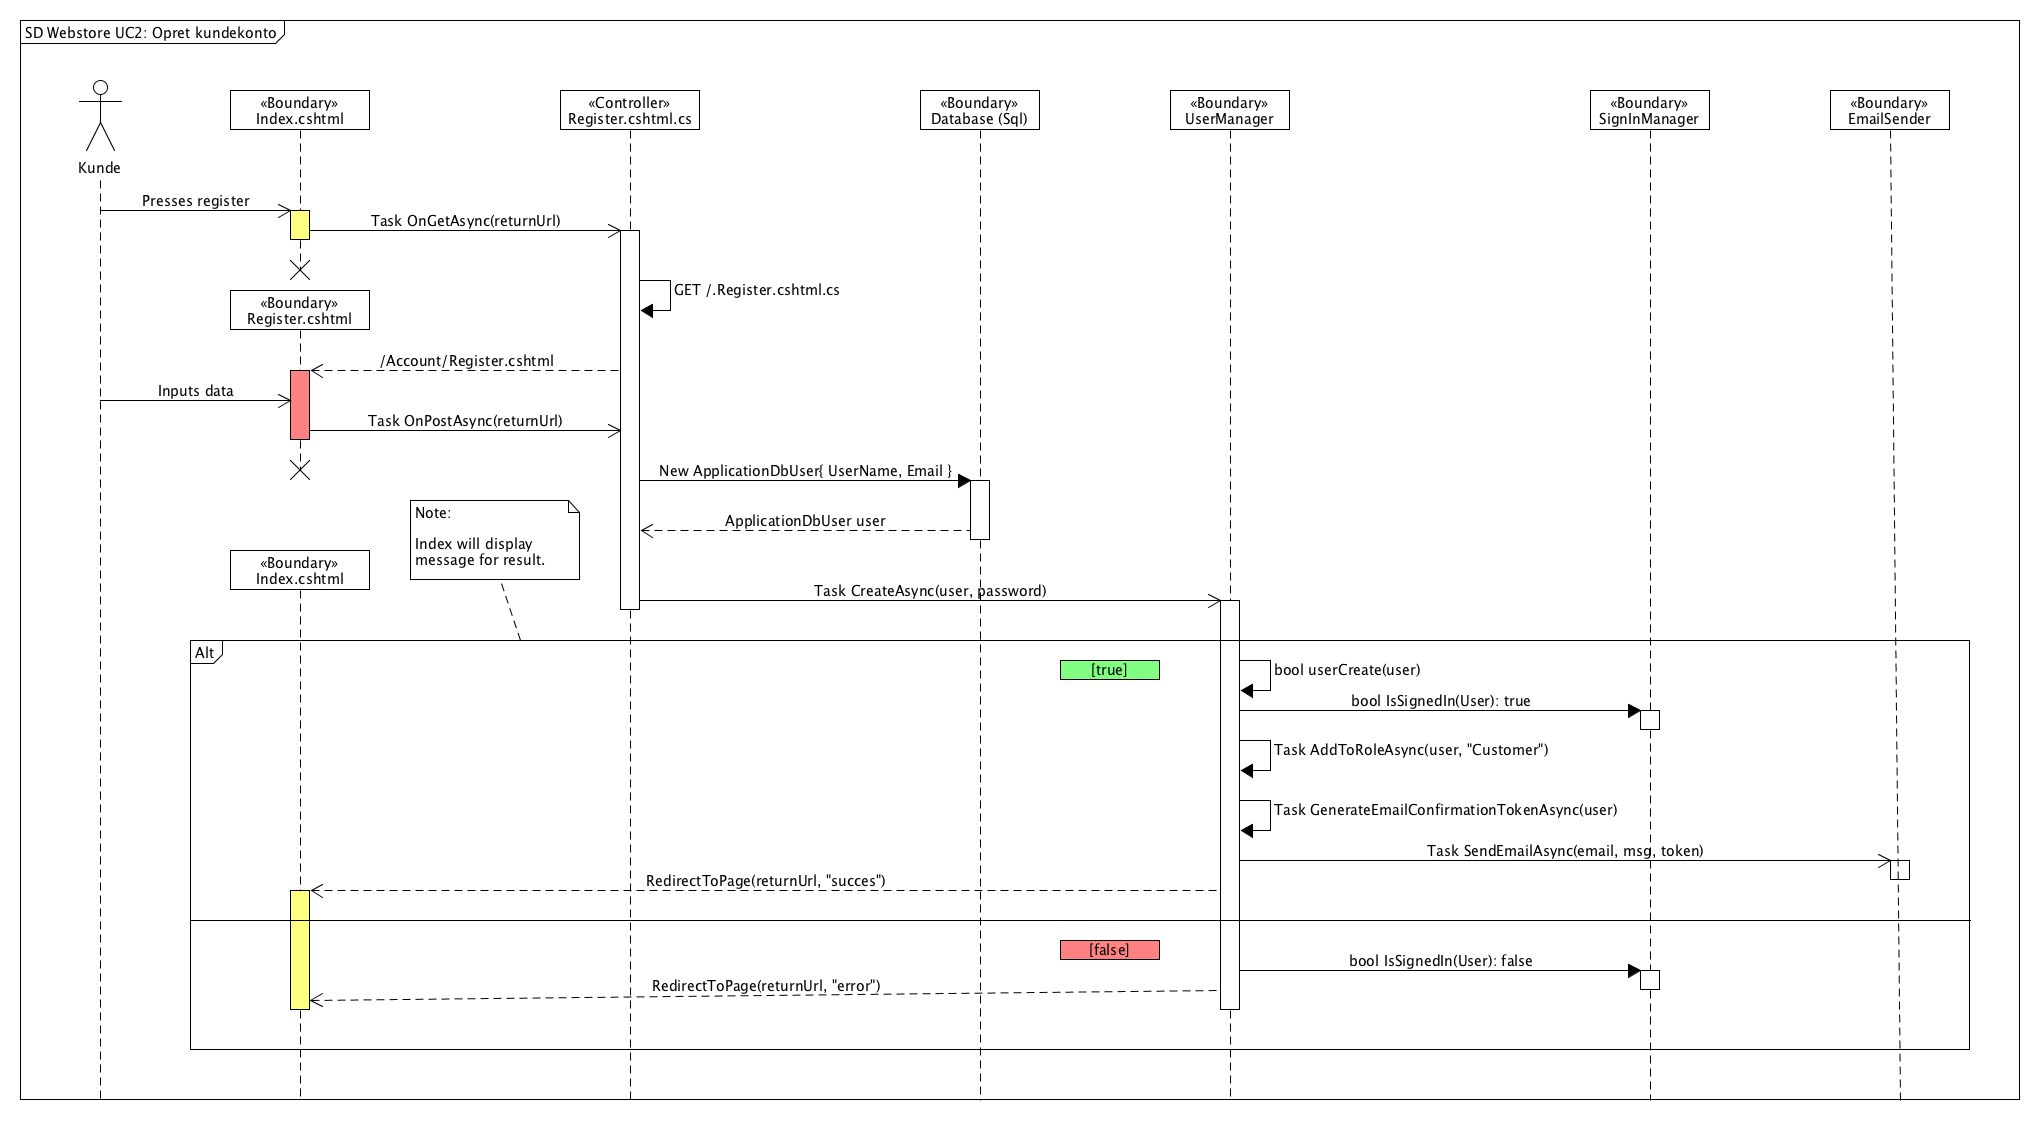 SD Webstore UC2: Opret kundekonto
«Boundary»
Index.cshtml
«Controller»
Register.cshtml.cs
«Boundary»
Database (Sql)
«Boundary»
UserManager
«Boundary»
SignInManager
«Boundary»
EmailSender
Kunde
Presses register
Task OnGetAsync(returnUrl)
GET /.Register.cshtml.cs
«Boundary»
Register.cshtml
/Account/Register.cshtml
Inputs data
Task OnPostAsync(returnUrl)
New ApplicationDbUser{ UserName, Email }
Note:
Index will display
message for result.
ApplicationDbUser user
«Boundary»
Index.cshtml
Task CreateAsync(user, password)
Alt
[true]
bool userCreate(user)
bool IsSignedIn(User): true
Task AddToRoleAsync(user, "Customer")
Task GenerateEmailConfirmationTokenAsync(user)
Task SendEmailAsync(email, msg, token)
RedirectToPage(returnUrl, "succes")
[false]
bool IsSignedIn(User): false
RedirectToPage(returnUrl, "error")